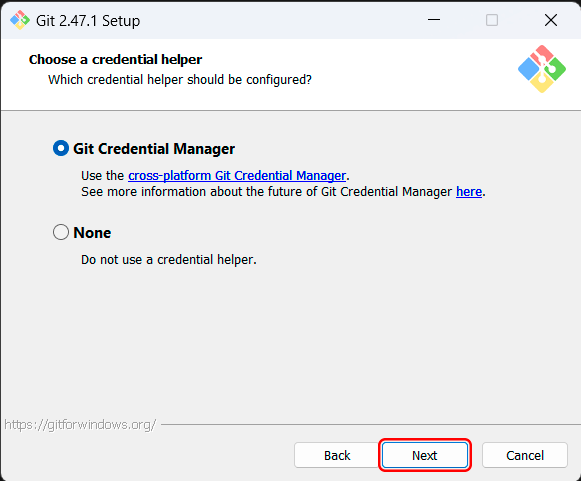 Git 2.47.1 Setup
Choose a credential helper
Which credential helper should be configured?
Git Credential Manager
Use the cross-platform Git Credential Manager.
See more information about the future of Git Credential Manager here.
None
Do not use a credential helper.
https://gitforwindows.org/
Back Next Cancel